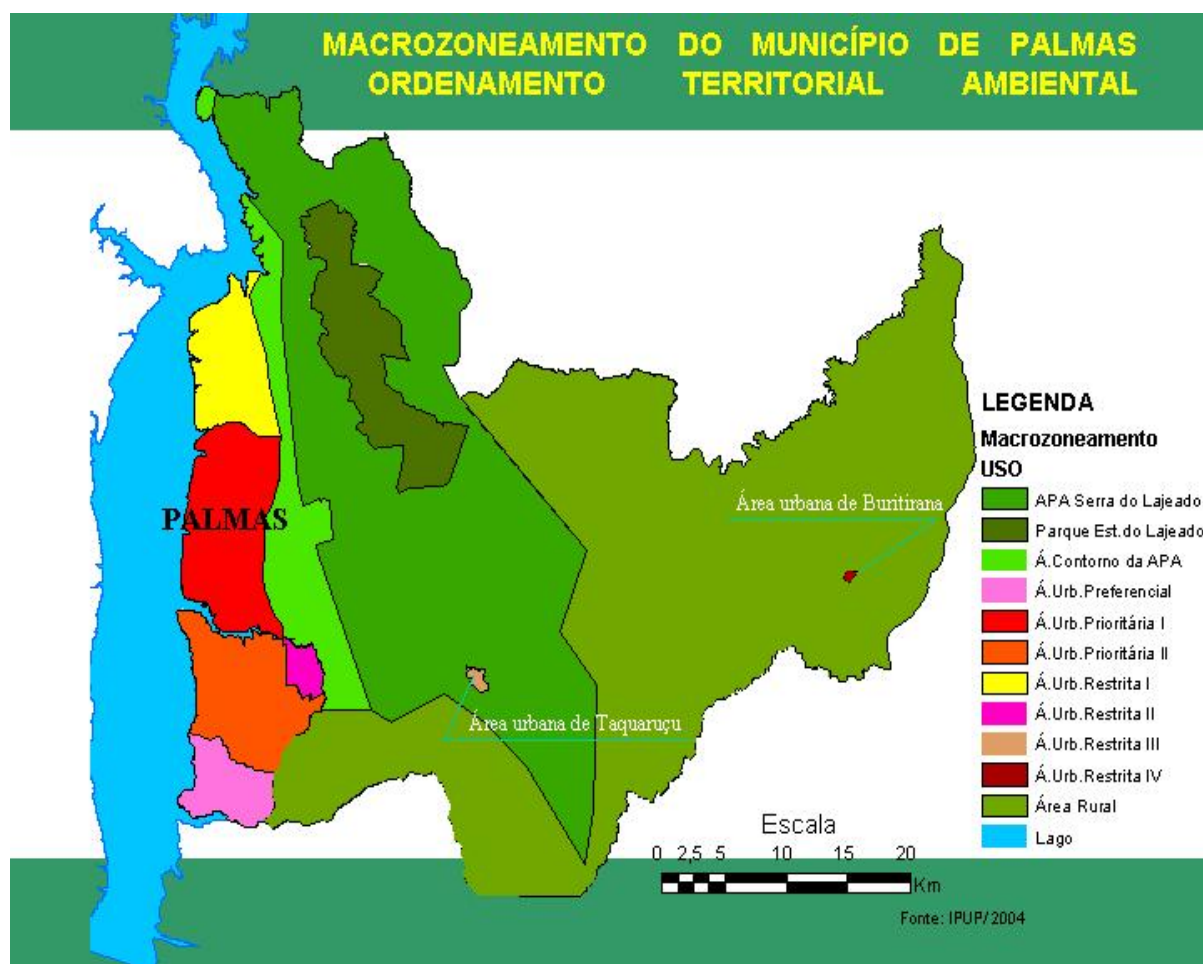 MACROZONEAMENTO DO MUNICÍPIO DE PALMAS
ORDENAMENTO TERRITORIAL AMBIENTAL
PALMAS
Área urbana de Buritirana
Área urbana de Taquaruçu
LEGENDA
Macrozoneamento
USO
APA Serra do Lajeado
Parque Est.do Lajeado
Á.Contorno da APA
Á.Urb.Preferencial
Á.Urb.Prioritária I
Á.Urb.Prioritária II
Á.Urb.Restrita I
Á.Urb.Restrita II
Á.Urb.Restrita III
Á.Urb.Restrita IV
Área Rural
Lago
Escala
0 2,5 5 10 15 20
Km
Fonte: IPUP/2004